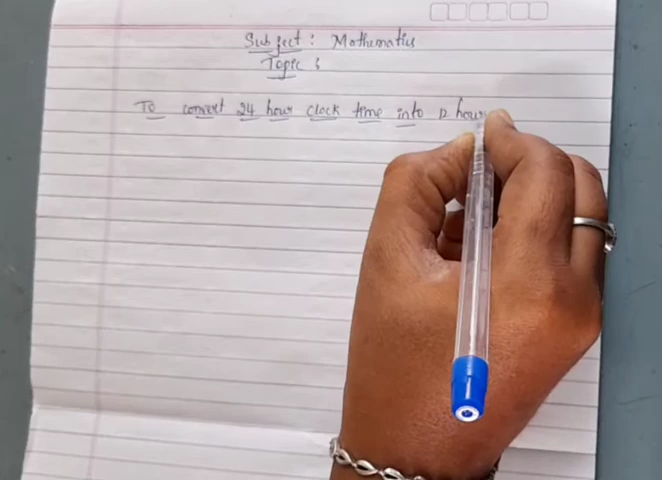 Subject : Mathematics
Topic :
To convert 24 hour clock time into 12 hour